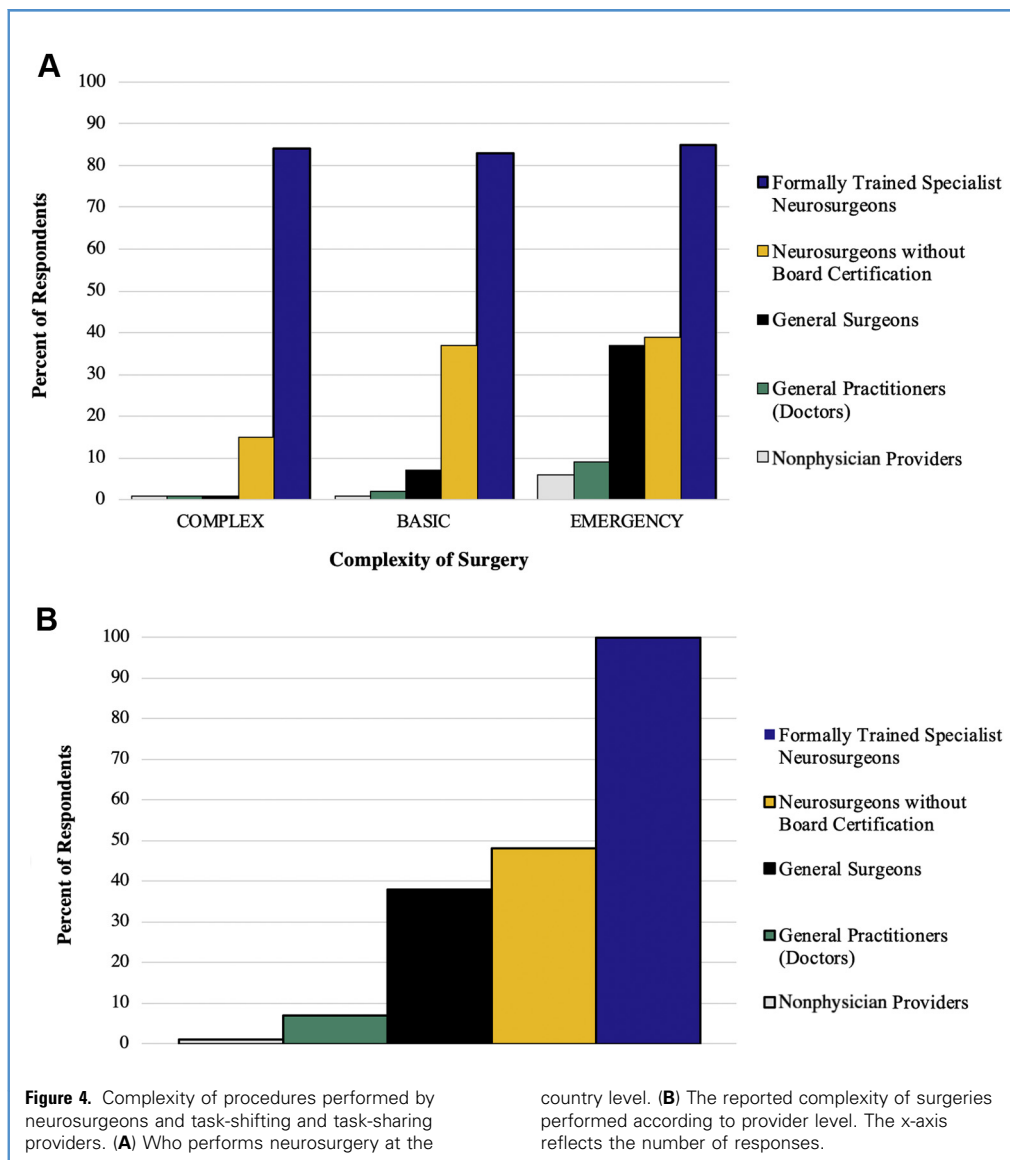 A
100
90
80
70
60
50
40
30
20
10
0
Percent of Respondents
COMPLEX BASIC EMERGENCY
Complexity of Surgery
Formally Trained Specialist
Neurosurgeons
Neurosurgeons without
Board Certification
General Surgeons
General Practitioners
(Doctors)
Nonphysician Providers
B
100
90
80
70
60
50
40
30
20
10
0
Percent of Respondents
Formally Trained Specialist
Neurosurgeons
Neurosurgeons without
Board Certification
General Surgeons
General Practitioners
(Doctors)
Nonphysician Providers
Figure 4. Complexity of procedures performed by
neurosurgeons and task-shifting and task-sharing
providers. (A) Who performs neurosurgery at the
country level. (B) The reported complexity of surgeries
performed according to provider level. The x-axis
reflects the number of responses.